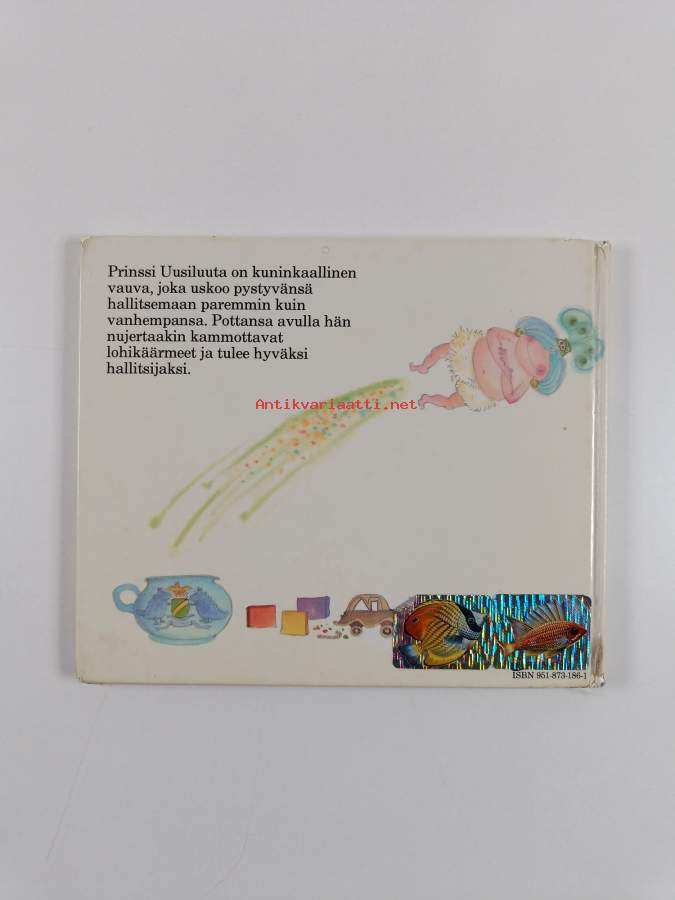 Prinssi Uusiluuta on kuninkaallinen
vauva, joka uskoo pystyvänsä
hallitsemaan paremmin kuin
vanhempansa. Pottansa avulla hän
nujertaakin kammottavat
lohikäärmeet ja tulee hyväksi
hallitsijaksi.
Antikvariaatti.net
ISBN 951-873-186-1